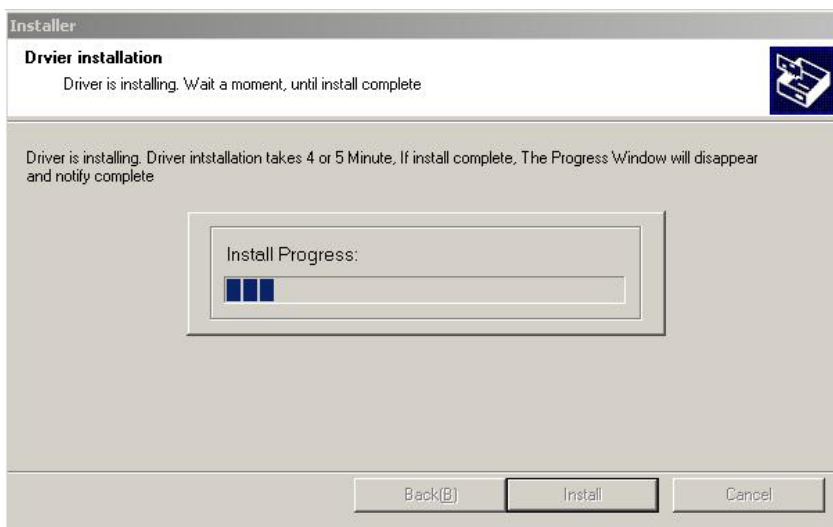 Installer
Drvier installation
Driver is installing. Wait a moment, until install complete
Driver is installing. Driver intstallation takes 4 or 5 Minute, If install complete, The Progress Window will disappear
and notify complete
Install Progress:
Back(B) Install Cancel